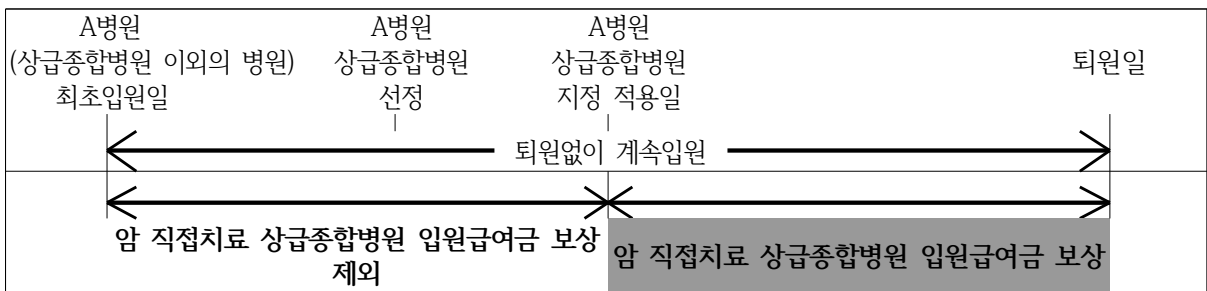 A병원
(상급종합병원 이외의 병원)
최초입원일
A병원
상급종합병원
선정
A병원
상급종합병원
지정 적용일
퇴원일
퇴원없이 계속입원
암 직접치료 상급종합병원 입원급여금 보상
제외
암 직접치료 상급종합병원 입원급여금 보상